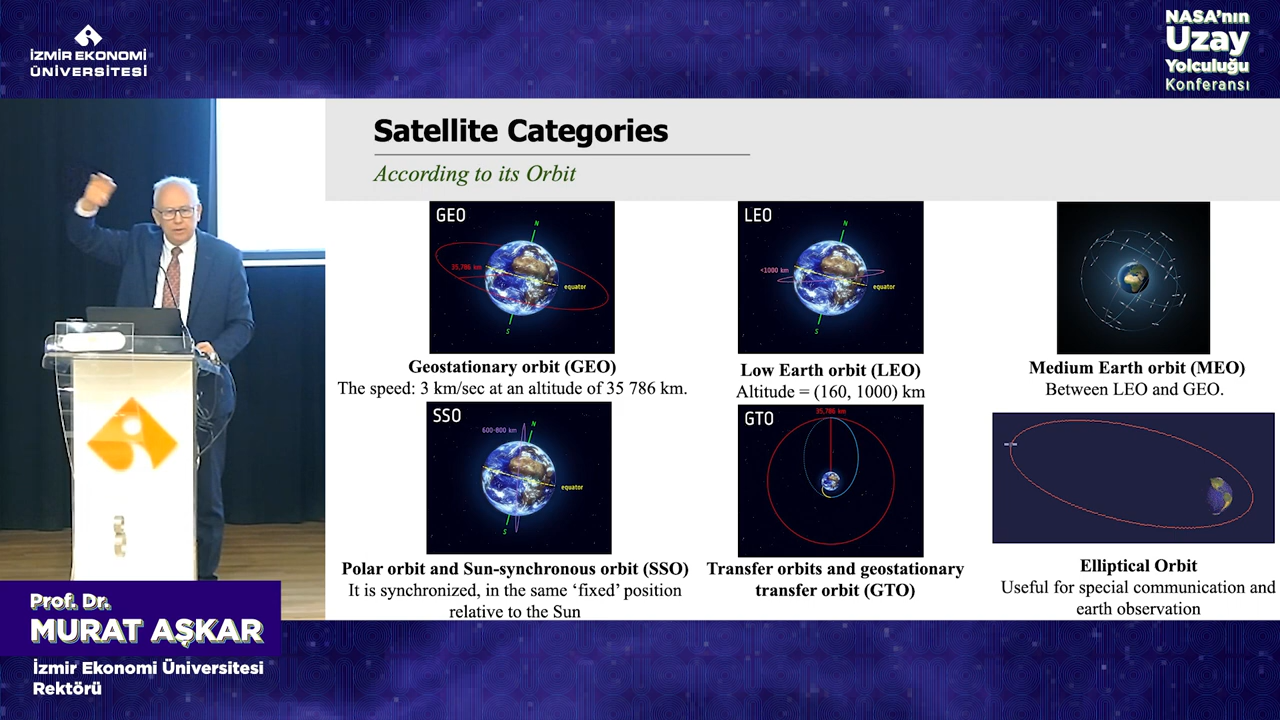 İZMİR EKONOMİ
ÜNİVERSİTESİ
NASA'nın
Uzay
Yolculuğu
Konferansı
Satellite Categories
According to its Orbit
GEO
N
35,786 km
equator
S
Geostationary orbit (GEO)
The speed: 3 km/sec at an altitude of 35 786 km.
LEO
N
<1000 km
equator
S
Low Earth orbit (LEO)
Altitude = (160, 1000) km
Medium Earth orbit (MEO)
Between LEO and GEO.
SSO
600-800 km
N
equator
S
Polar orbit and Sun-synchronous orbit (SSO)
It is synchronized, in the same ‘fixed’ position
relative to the Sun
GTO
35,786 km
Transfer orbits and geostationary
transfer orbit (GTO)
Elliptical Orbit
Useful for special communication and
earth observation
Prof. Dr.
MURAT AŞKAR
İzmir Ekonomi Üniversitesi
Rektörü